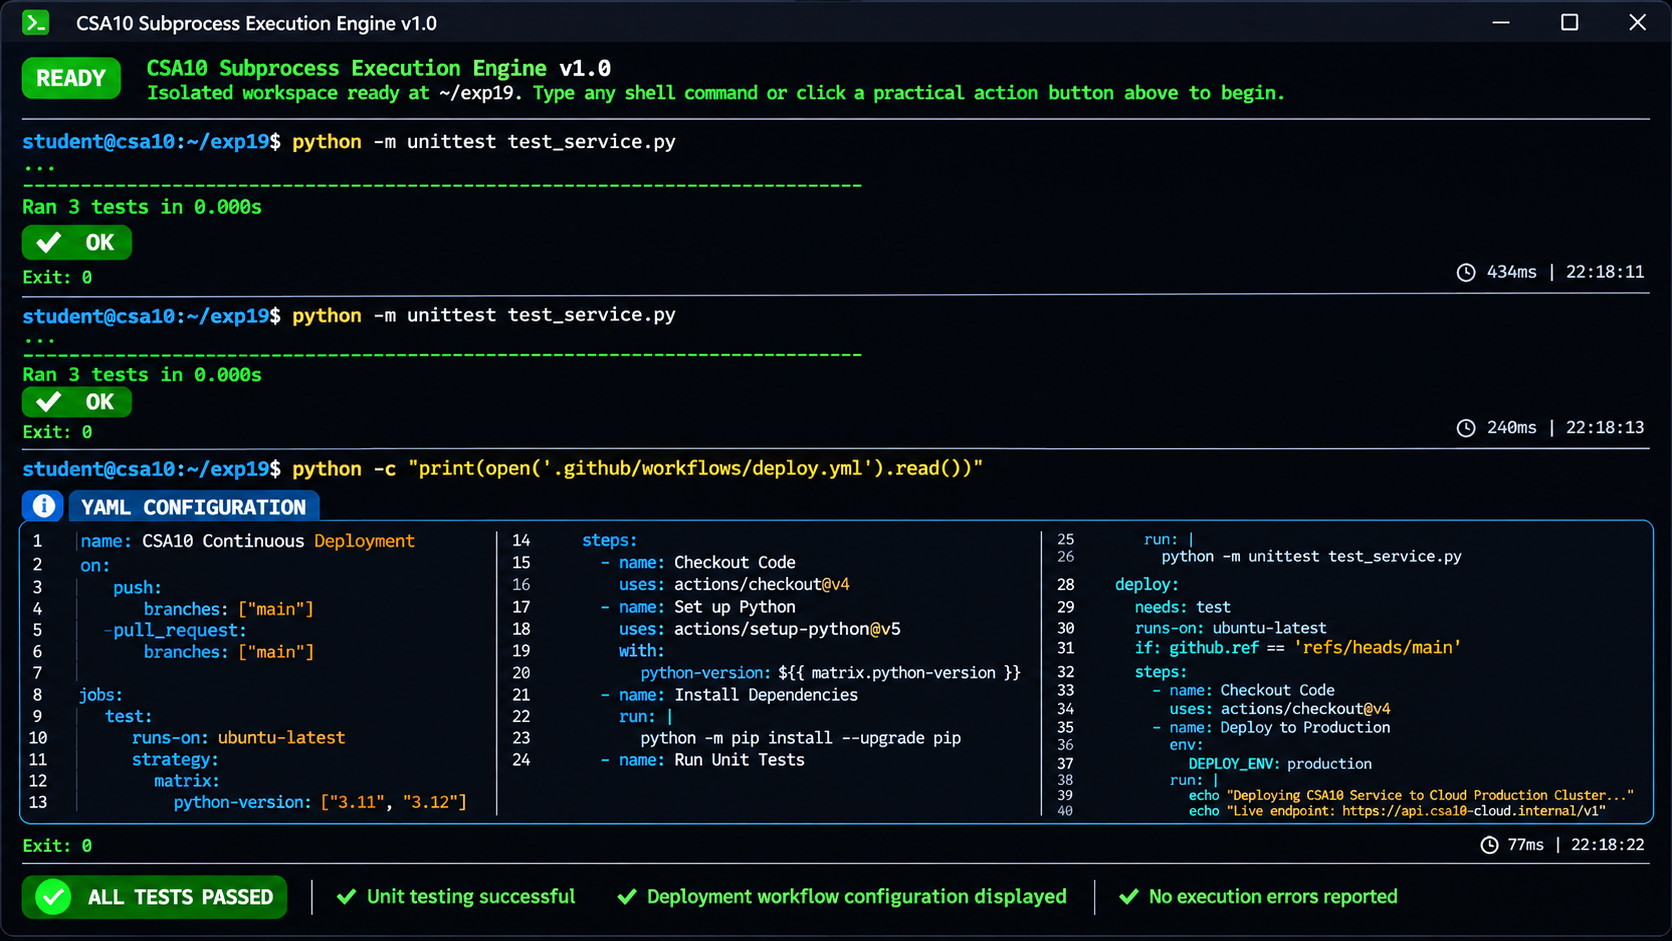 CSA10 Subprocess Execution Engine v1.0
READY
CSA10 Subprocess Execution Engine v1.0
Isolated workspace ready at ~/exp19. Type any shell command or click a practical action button above to begin.
student@csa10:~/exp19$ python -m unittest test_service.py
...
----------------------------------------------------------------------
Ran 3 tests in 0.000s
✔ OK
Exit: 0
434ms | 22:18:11
student@csa10:~/exp19$ python -m unittest test_service.py
...
----------------------------------------------------------------------
Ran 3 tests in 0.000s
✔ OK
Exit: 0
240ms | 22:18:13
student@csa10:~/exp19$ python -c "print(open('.github/workflows/deploy.yml').read())"
i YAML CONFIGURATION
1 name: CSA10 Continuous Deployment
2 on:
3 push:
4 branches: ["main"]
5 -pull_request:
6 branches: ["main"]
7
8 jobs:
9 test:
10 runs-on: ubuntu-latest
11 strategy:
12 matrix:
13 python-version: ["3.11", "3.12"]
14 steps:
15 - name: Checkout Code
16 uses: actions/checkout@v4
17 - name: Set up Python
18 uses: actions/setup-python@v5
19 with:
20 python-version: ${{ matrix.python-version }}
21 - name: Install Dependencies
22 run: |
23 python -m pip install --upgrade pip
24 - name: Run Unit Tests
25 run: |
26 python -m unittest test_service.py
28 deploy:
29 needs: test
30 runs-on: ubuntu-latest
31 if: github.ref == 'refs/heads/main'
32 steps:
33 - name: Checkout Code
34 uses: actions/checkout@v4
35 - name: Deploy to Production
36 env:
37 DEPLOY_ENV: production
38 run: |
39 echo "Deploying CSA10 Service to Cloud Production Cluster..."
40 echo "Live endpoint: https://api.csa10-cloud.internal/v1"
Exit: 0
77ms | 22:18:22
ALL TESTS PASSED
✔ Unit testing successful
✔ Deployment workflow configuration displayed
✔ No execution errors reported